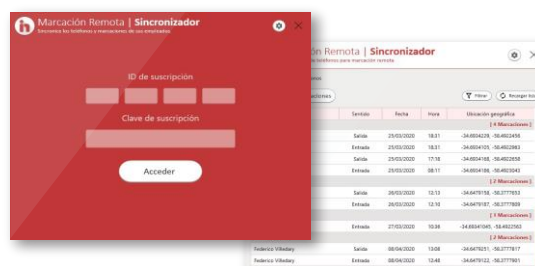 Marcación Remota | Sincronizador
Sincronice los teléfonos y marcaciones de sus empleados
ID de suscripción
Clave de suscripción
Acceder
ón Remota | Sincronizador
teléfonos para marcación remota
aciones
Filtrar
Recargar
Sentido Fecha Hora Ubicación geográfica
[ 4 Marcaciones ]
Salida 25/03/2020 18:31
Entrada 25/03/2020 18:31
Salida 25/03/2020 17:18
Entrada 25/03/2020 08:11
[ 2 Marcaciones ]
Salida 26/03/2020 12:13
Entrada 26/03/2020 12:10
[ 1 Marcaciones ]
Entrada 27/03/2020 10:38
[ 2 Marcaciones ]
Federico Villedary Salida 08/04/2020 13:08
Federico Villedary Entrada 08/04/2020 12:48